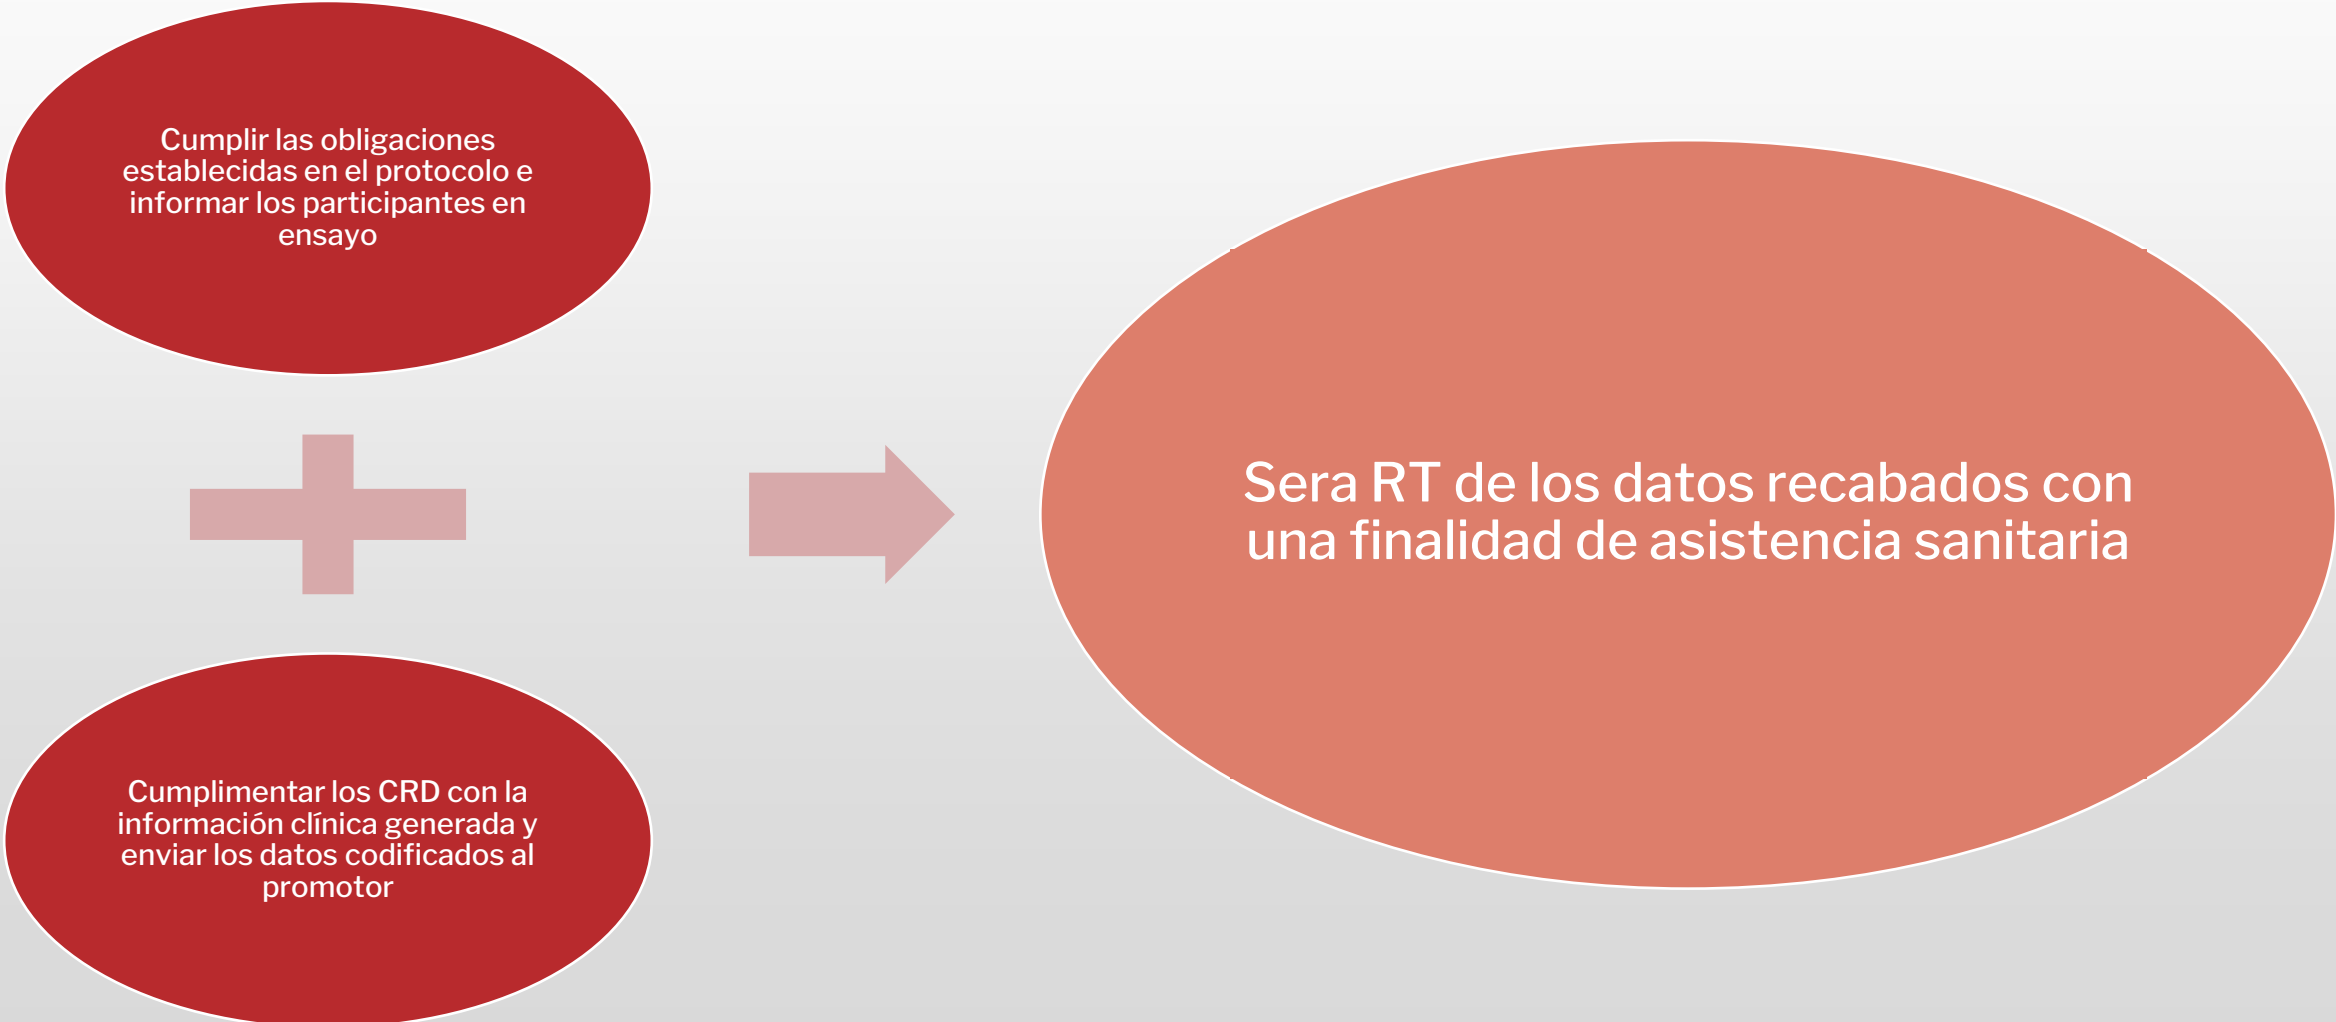 Cumplir las obligaciones
establecidas en el protocolo e
informar los participantes en
ensayo
Cumplimentar los CRD con la
información clínica generada y
enviar los datos codificados al
promotor
Sera RT de los datos recabados con
una finalidad de asistencia sanitaria